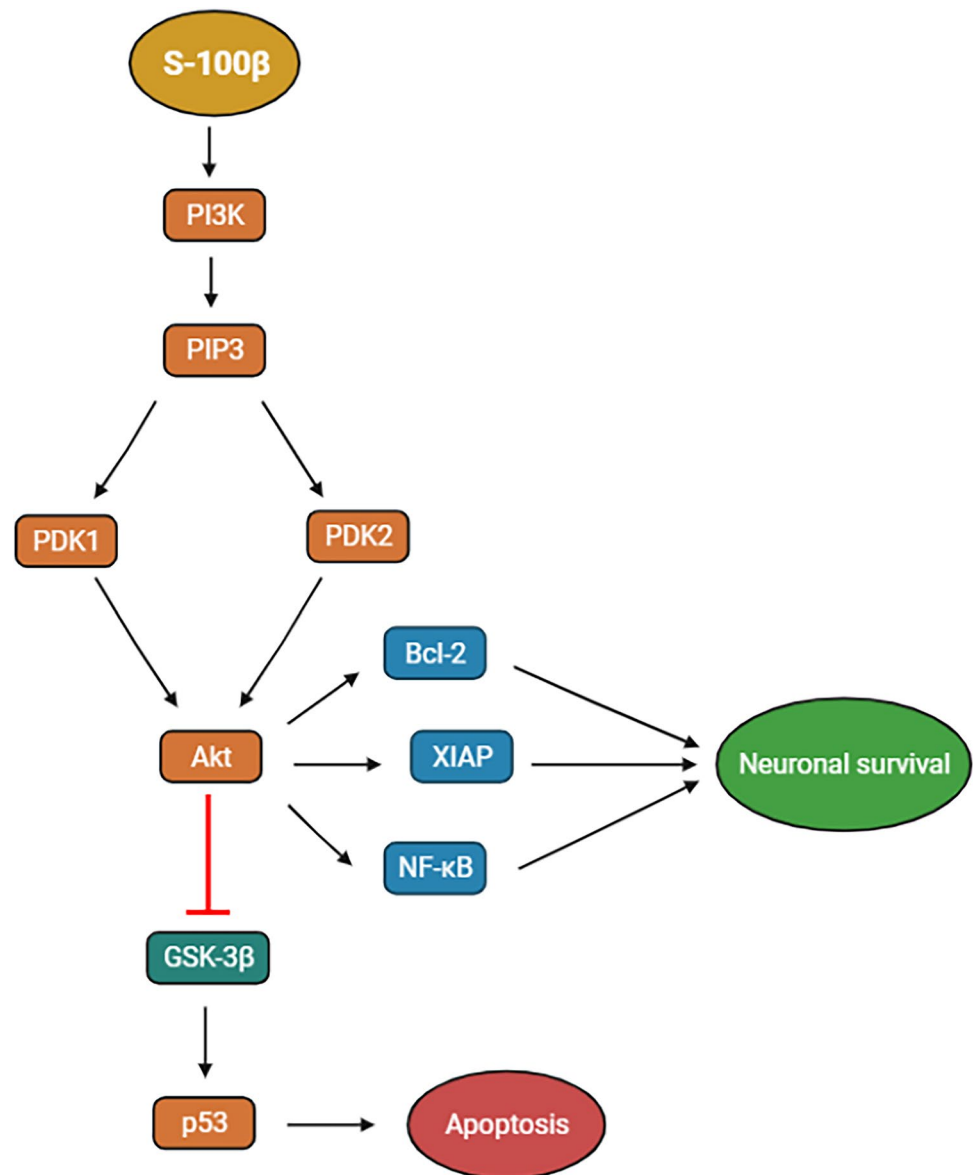 S-100β
PI3K
PIP3
PDK1
PDK2
Bcl-2
Akt
XIAP
Neuronal survival
NF-κB
GSK-3β
p53
Apoptosis